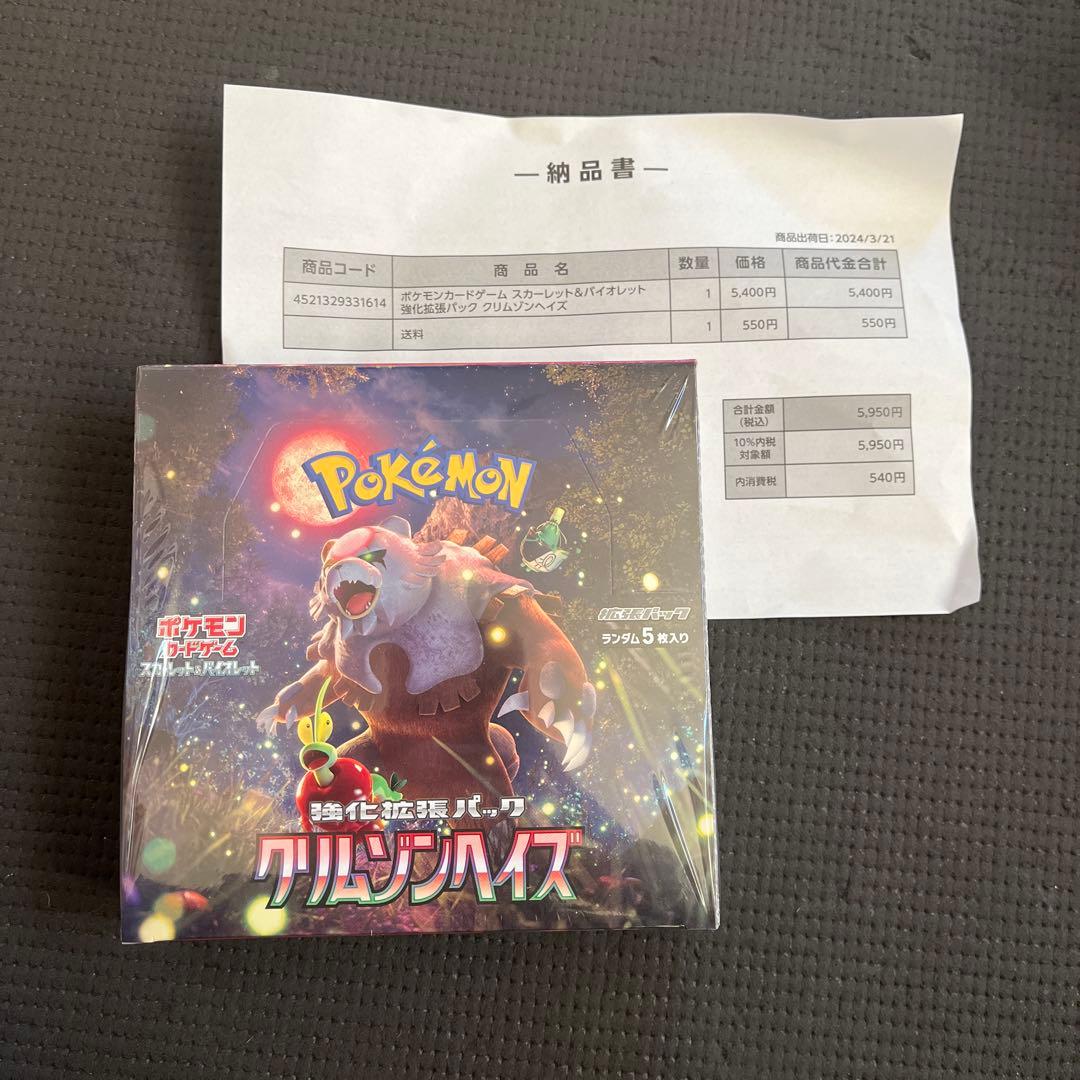 — 納品書 —
商品出荷日：2024/3/21
商品コード 商品名 数量 価格 商品代金合計
4521329331614 ポケモンカードゲーム スカーレット＆バイオレット 1 5,400円 5,400円
強化拡張パック クリムゾンヘイズ
送料 1 550円 550円
合計金額 5,950円
(税込)
10%内税 5,950円
対象額
内消費税 540円
POKéMON
ポケモン
カードゲーム
スカーレット&バイオレット
拡張パック
ランダム5枚入り
強化拡張パック
クリムゾンヘイズ